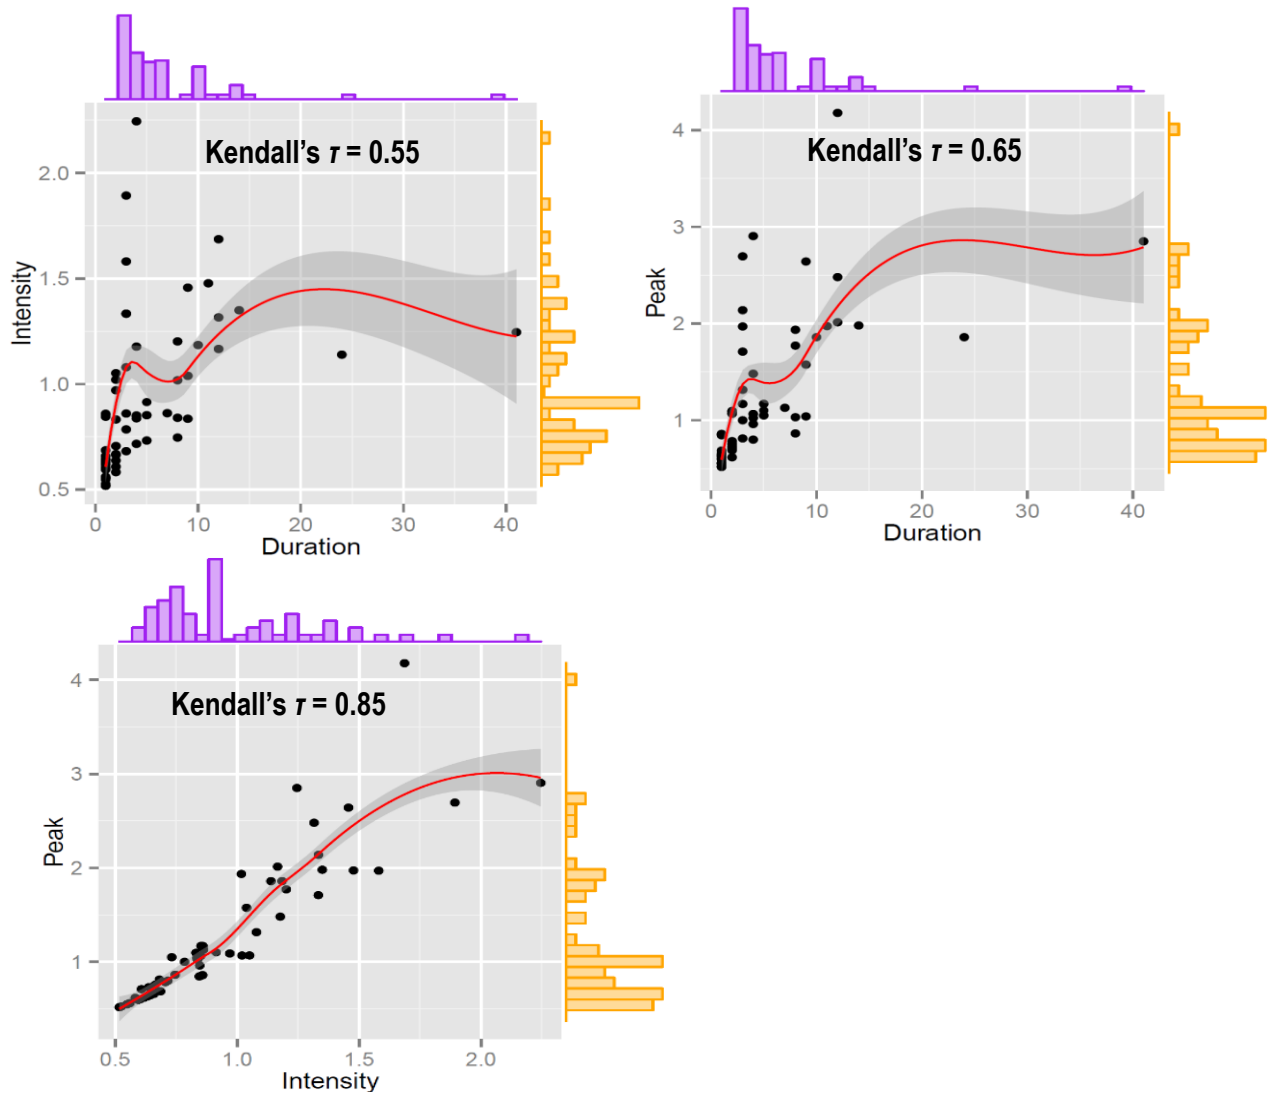 Kendall's τ = 0.55
Intensity
2.0
1.5
1.0
0.5
0 10 20 30 40
Duration
Kendall's τ = 0.65
Peak
4
3
2
1
0 10 20 30 40
Duration
Kendall's τ = 0.85
Peak
4
3
2
1
0.5 1.0 1.5 2.0
Intensity